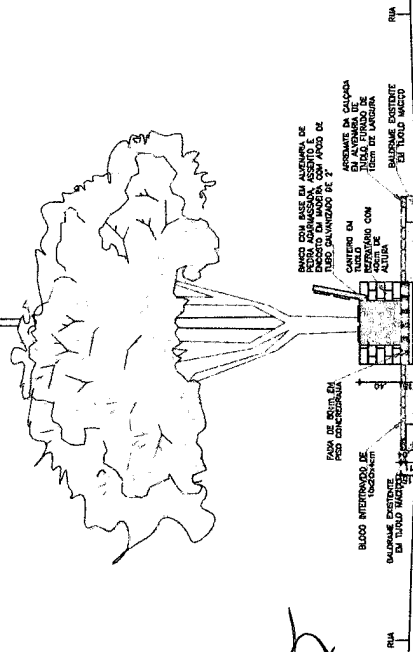 RUA
BLOCO INTERTRAVADO DE
10x20x4cm
BALDRAME EXISTENTE
EM TIJOLO MACIÇO
FAIXA DE 80cm EM
PISO CONCREGRAMA
BANCO COM BASE EM ALVENARIA DE
PEDRA ARGAMASSADA, ASSENTO E
ENCOSTO EM MADEIRA COM APOIO DE
TUBO GALVANIZADO DE 2"
CANTEIRO EM
TIJOLO
REFRATÁRIO COM
DE
ALTURA
ARREMATE DA CALÇADA
EM ALVENARIA DE
TIJOLO FURADO DE
10cm DE LARGURA
BALDRAME EXISTENTE
EM TIJOLO MACIÇO
RUA